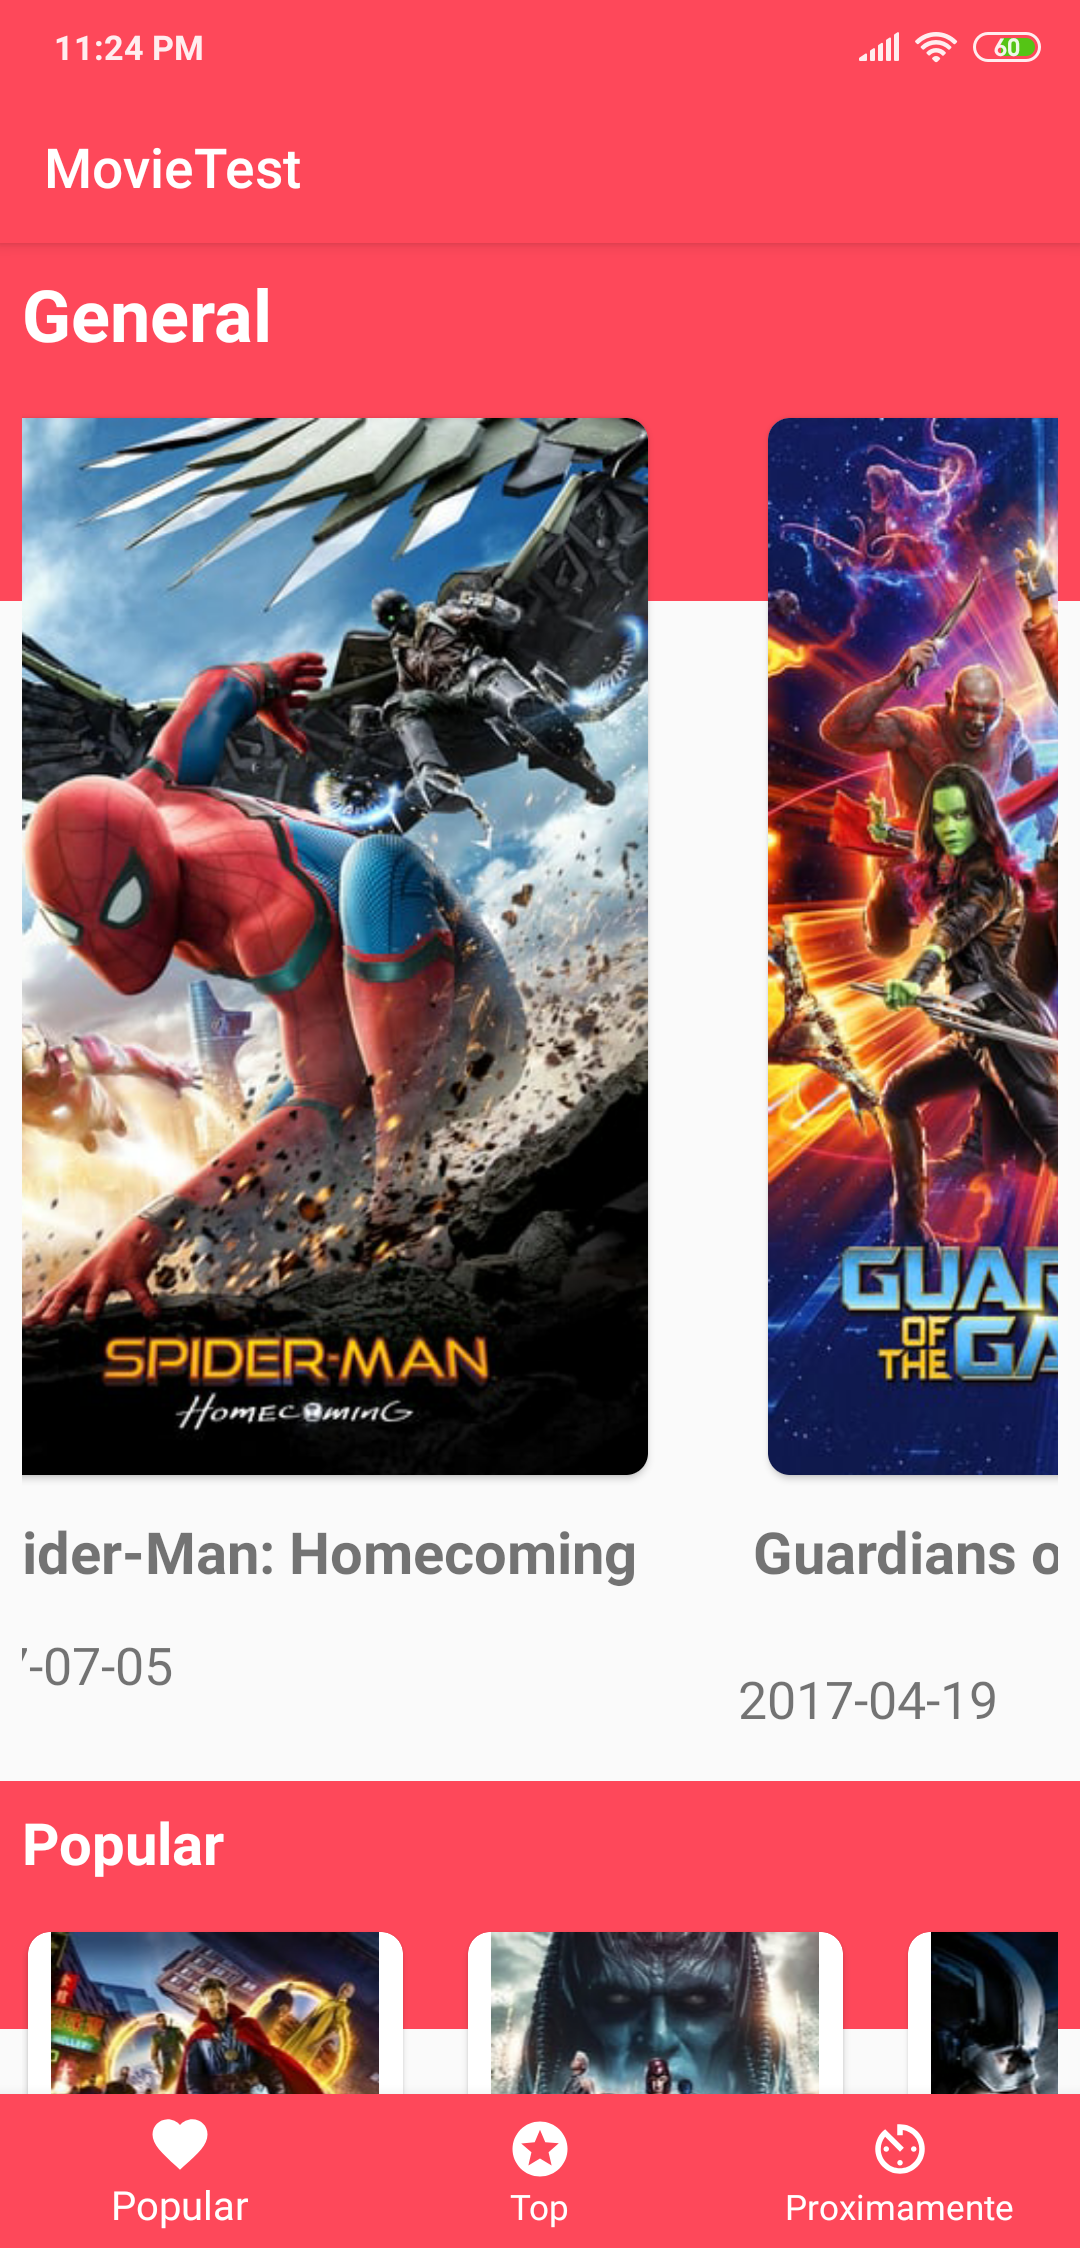 11:24 PM
60
MovieTest
General
SPIDER-MAN
HOMECOMING
GUAR
OF
THE GA
ider-Man: Homecoming
Guardians o
-07-05
2017-04-19
Popular
Popular
Top
Proximamente